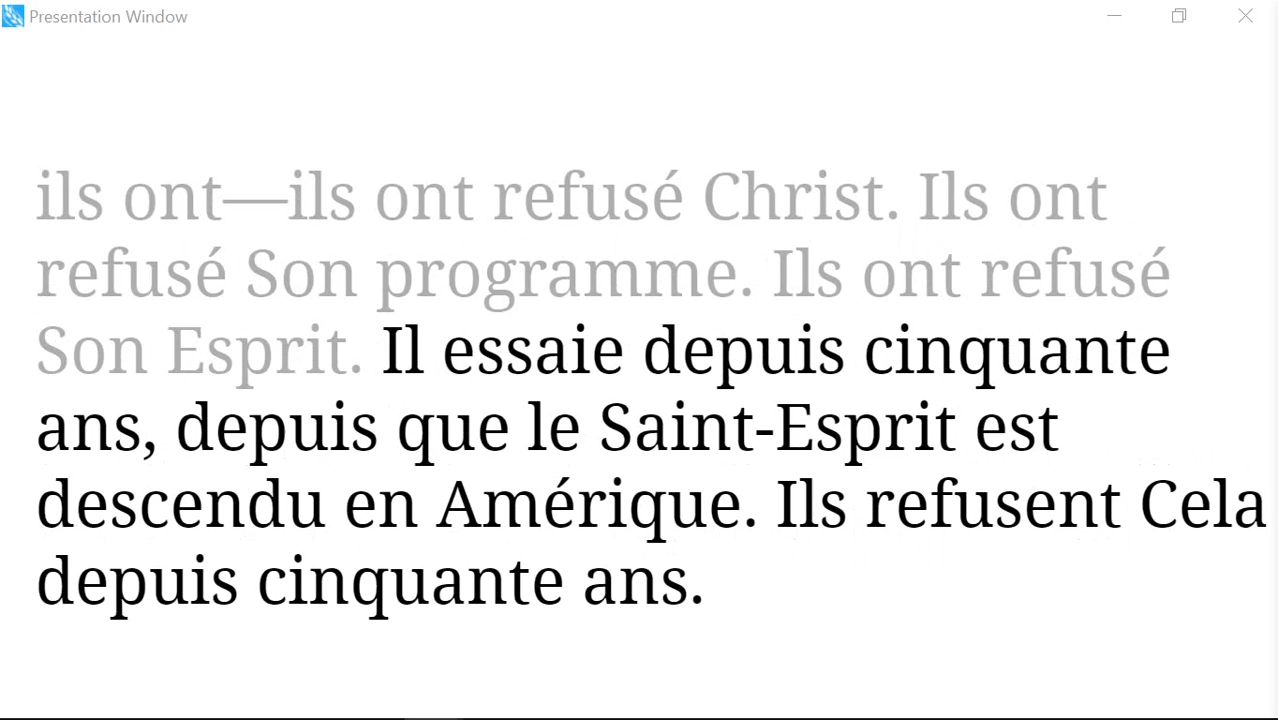 Presentation Window
ils ont—ils ont refusé Christ. Ils ont
refusé Son programme. Ils ont refusé
Son Esprit. Il essaie depuis cinquante
ans, depuis que le Saint-Esprit est
descendu en Amérique. Ils refusent Cela
depuis cinquante ans.